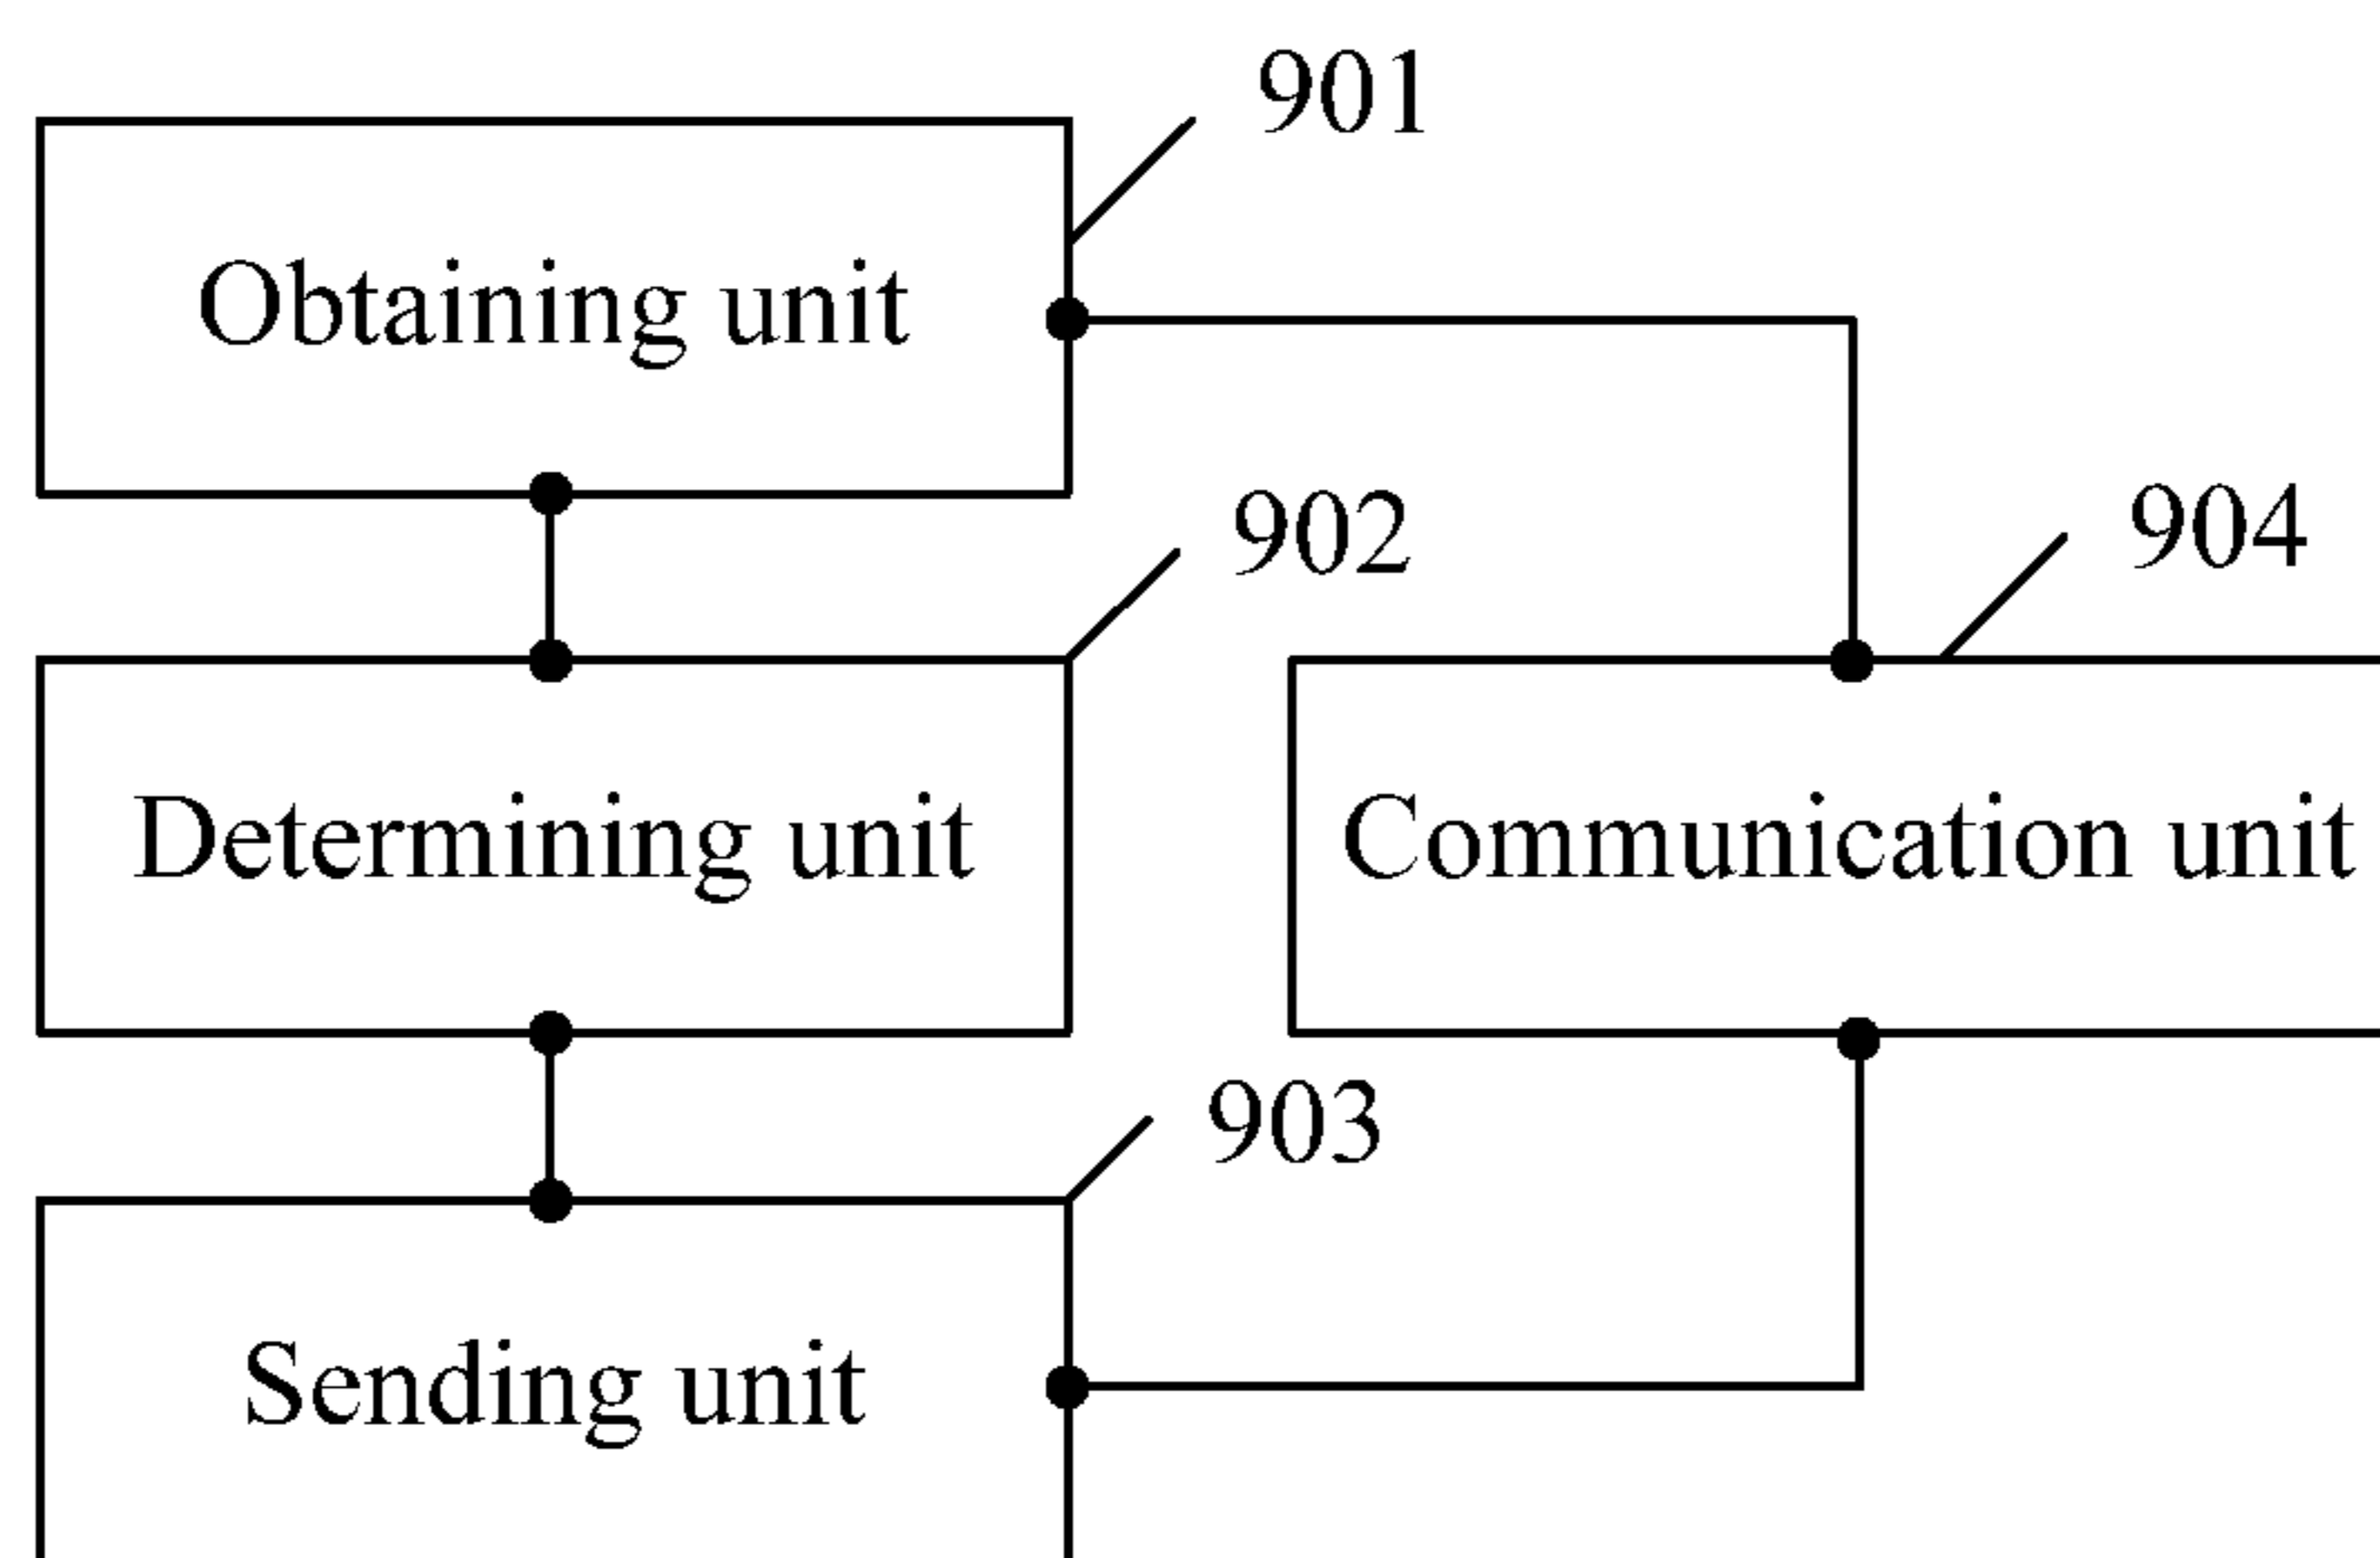 901
Obtaining unit
902
904
Determining unit
Communication unit
903
Sending unit